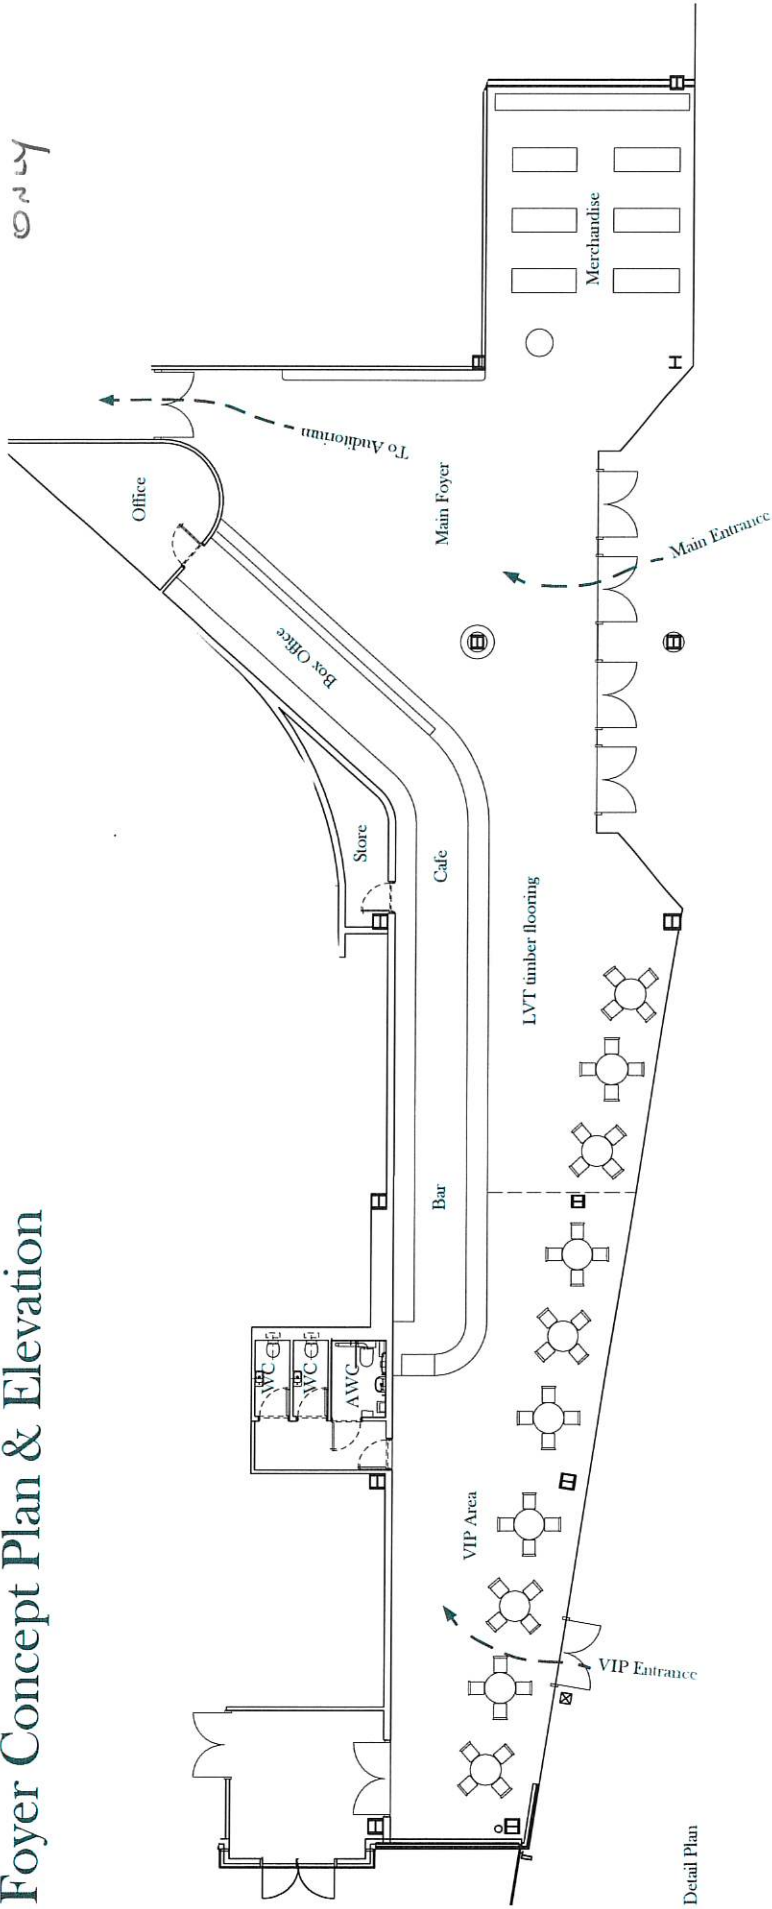 Foyer Concept Plan & Elevation
Office
To Auditorium
Merchandise
Main Foyer
Box Office
Main Entrance
Store
Cafe
LVT timber flooring
Bar
WC
WC
AWC
VIP Area
VIP Entrance
Detail Plan